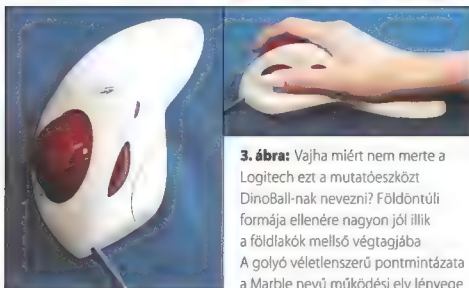 3. ábra: Vajha miért nem merte a
Logitech ezt a mutatóeszközt
DinoBall-nak nevezni? Földöntúli
formája ellenére nagyon jól illik
a földlakók mellső végtagjába
A golyó véletlenszerű pontmintázata
a Marble nevű működési elv lényege